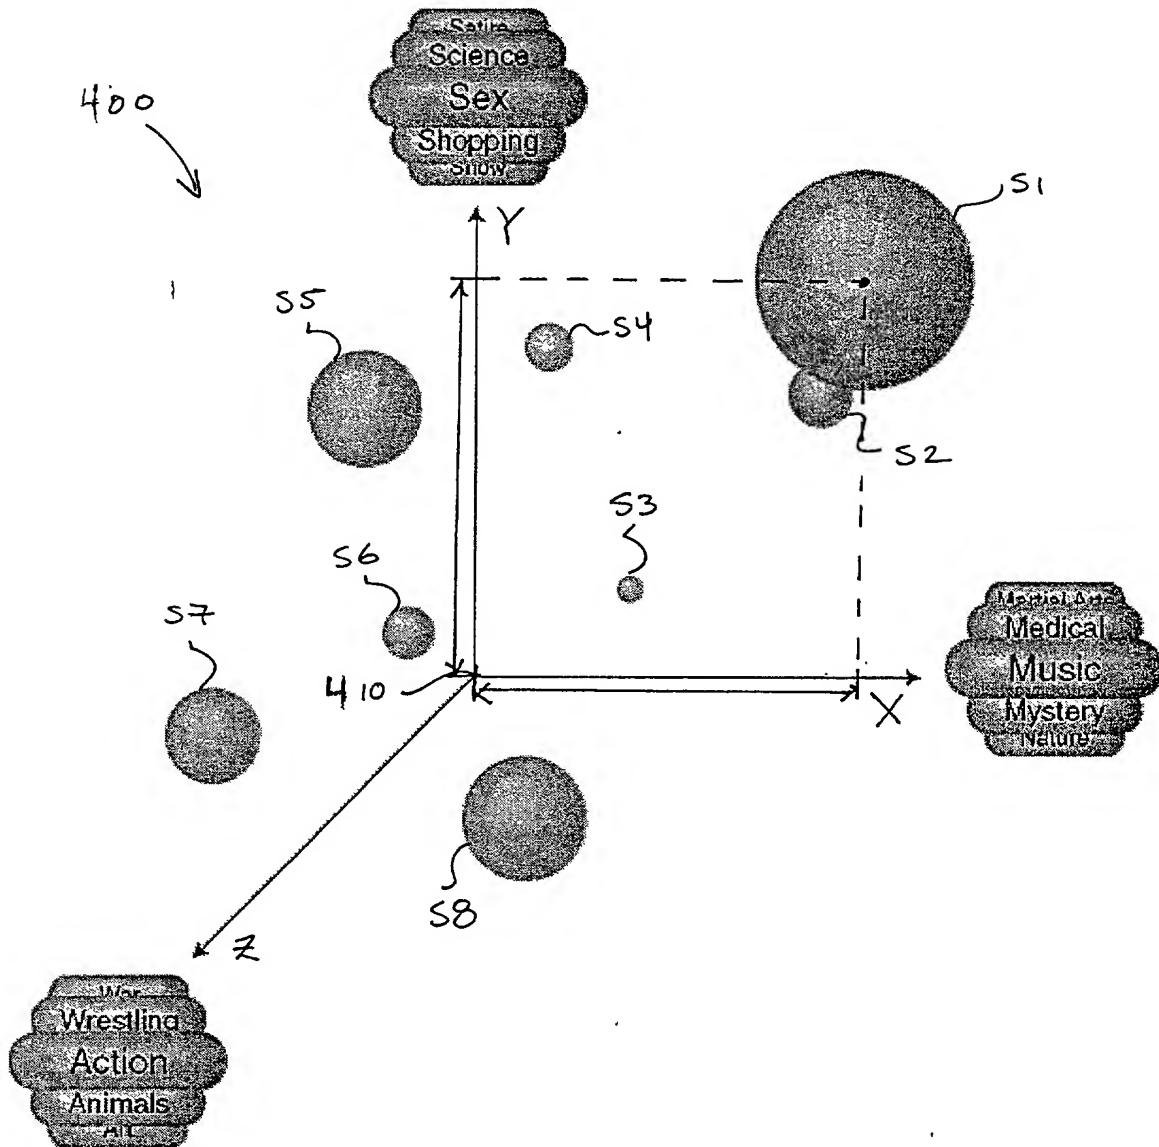 Satire
Science
Sex
Shopping
Show
400
S1
Y
S5
S4
S2
S3
S6
S7
410
X
Martial Arts
Medical
Music
Mystery
Nature
S8
Z
War
Wrestling
Action
Animals
Art